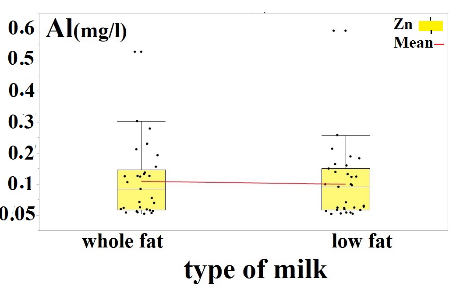 Al(mg/l)
Zn
Mean
0.6
0.5
0.4
0.3
0.2
0.1
0.05
whole fat
low fat
type of milk